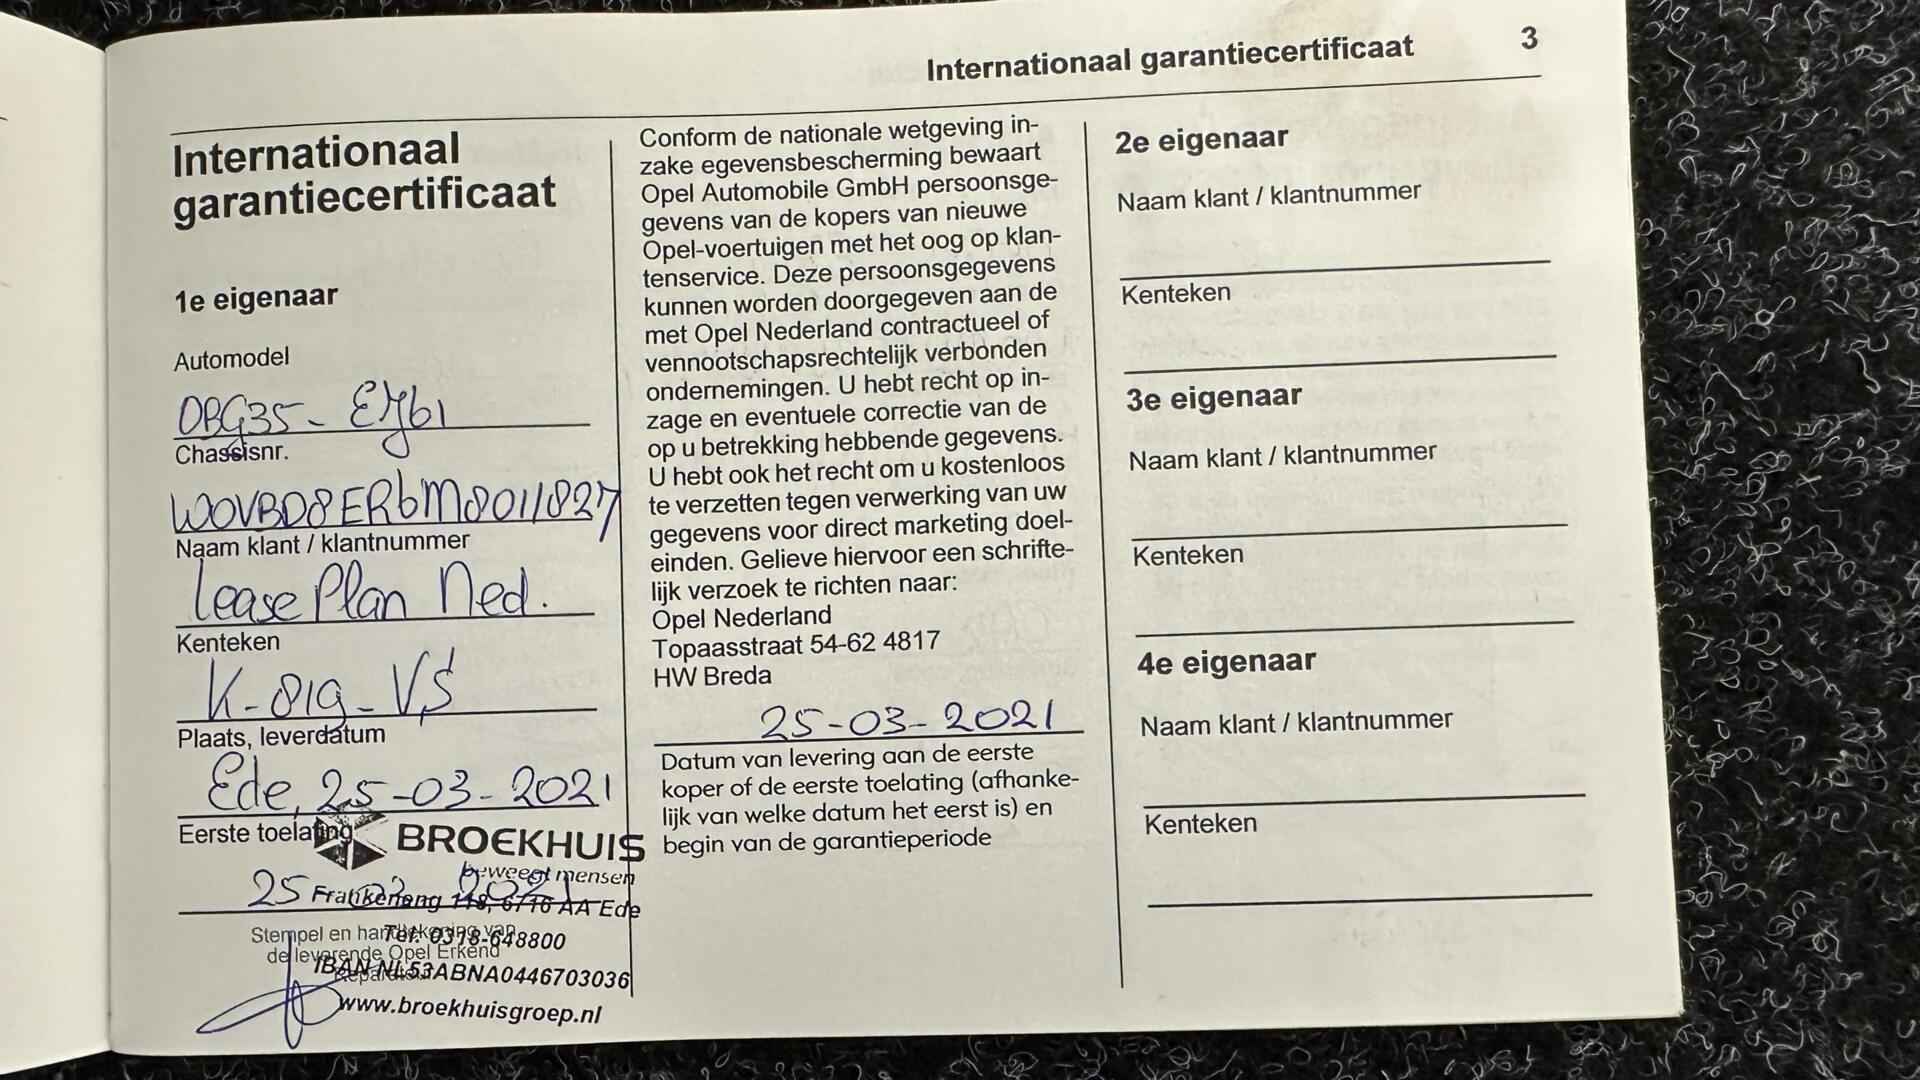 Internationaal garantiecertificaat 3
Internationaal
garantiecertificaat
1e eigenaar
Automodel
OBG35 - EJ61
Chassisnr.
W0VBD8ER6M8011827
Naam klant / klantnummer
Lease Plan Ned.
Kenteken
K-819-VS
Plaats, leverdatum
Ede, 25-03-2021
Eerste toelating
BROEKHUIS
beweegt mensen
25 03 2021
Frankeneng 118, 6716 AA Ede
Stempel en handtekening van
Tel. 0318-648800
de leverende Opel Erkend
IBAN NL53ABNA0446703036
Reparateur
www.broekhuisgroep.nl
Conform de nationale wetgeving in-
zake egevensbescherming bewaart
Opel Automobile GmbH persoonsge-
gevens van de kopers van nieuwe
Opel-voertuigen met het oog op klan-
tenservice. Deze persoonsgegevens
kunnen worden doorgegeven aan de
met Opel Nederland contractueel of
vennootschapsrechtelijk verbonden
ondernemingen. U hebt recht op in-
zage en eventuele correctie van de
op u betrekking hebbende gegevens.
U hebt ook het recht om u kostenloos
te verzetten tegen verwerking van uw
gegevens voor direct marketing doel-
einden. Gelieve hiervoor een schrifte-
lijk verzoek te richten naar:
Opel Nederland
Topaasstraat 54-62 4817
HW Breda
25-03-2021
Datum van levering aan de eerste
koper of de eerste toelating (afhanke-
lijk van welke datum het eerst is) en
begin van de garantieperiode
2e eigenaar
Naam klant / klantnummer
Kenteken
3e eigenaar
Naam klant / klantnummer
Kenteken
4e eigenaar
Naam klant / klantnummer
Kenteken